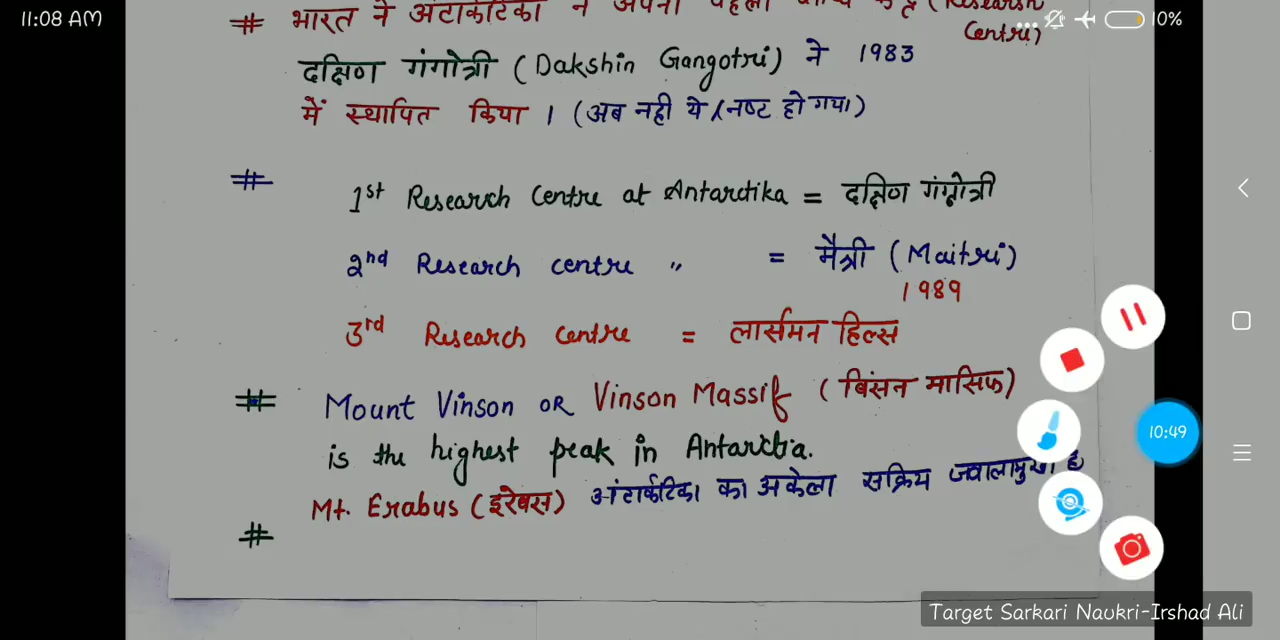 11:08 AM
10%
# भारत ने अंटार्कटिका में अपना पहला शोध केंद्र (Research
Centre)
दक्षिण गंगोत्री (Dakshin Gangotri) ने 1983
में स्थापित किया । (अब नही ये / नष्ट हो गया)
# 1st Research Centre at Antarctika = दक्षिण गंगोत्री
2nd Research centre " = मैत्री (Maitri)
1989
3rd Research Centre = लार्समन हिल्स
# Mount Vinson OR Vinson Massif (बिंसन मासिफ)
is the highest peak in Antarctia.
Mt. Erabus (इरेबस) अंटार्कटिका का अकेला सक्रिय ज्वालामुखी है
#
10:49
Target Sarkari Naukri-Irshad Ali